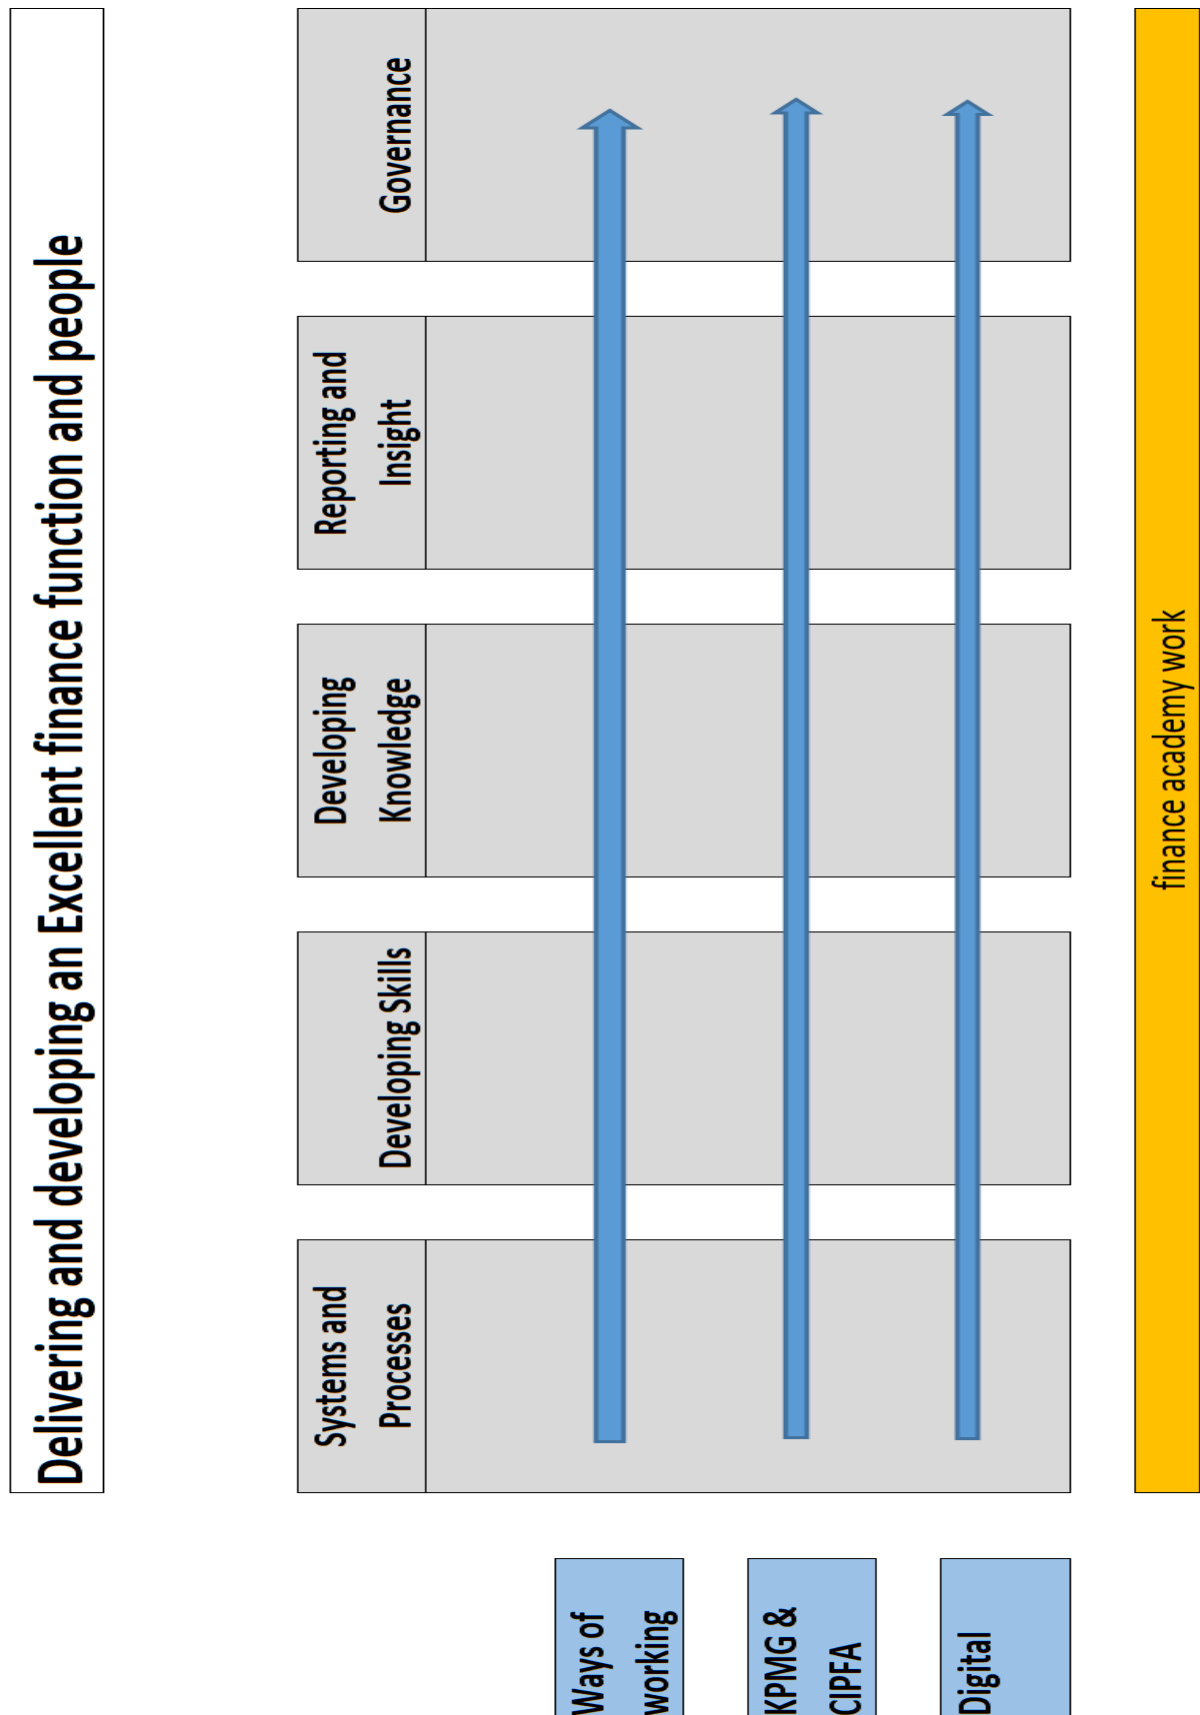 Delivering and developing an Excellent finance function and people
Systems and
Processes
Developing Skills
Developing
Knowledge
Reporting and
Insight
Governance
Ways of
working
KPMG &
CIPFA
Digital
finance academy work